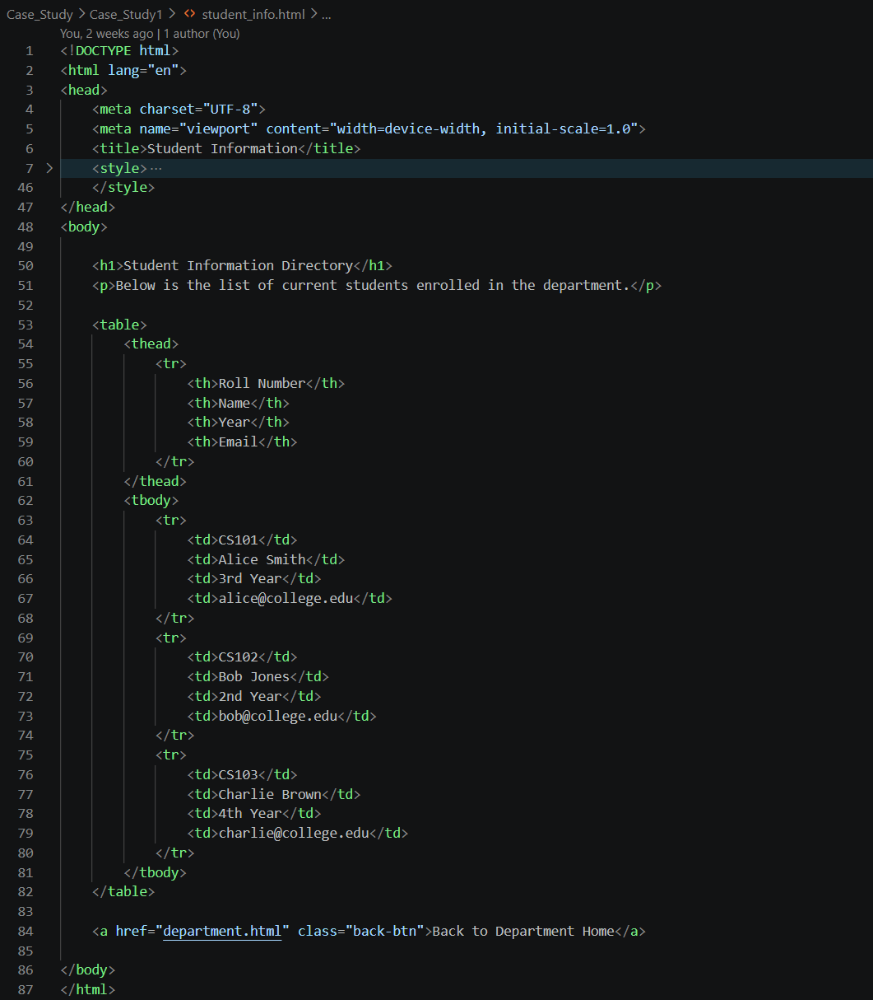 Case_Study > Case_Study1 > <> student_info.html > ...
You, 2 weeks ago | 1 author (You)
1 <!DOCTYPE html>
2 <html lang="en">
3 <head>
4     <meta charset="UTF-8">
5     <meta name="viewport" content="width=device-width, initial-scale=1.0">
6     <title>Student Information</title>
7 >     <style> ...
46     </style>
47 </head>
48 <body>
49
50     <h1>Student Information Directory</h1>
51     <p>Below is the list of current students enrolled in the department.</p>
52
53     <table>
54         <thead>
55             <tr>
56                 <th>Roll Number</th>
57                 <th>Name</th>
58                 <th>Year</th>
59                 <th>Email</th>
60             </tr>
61         </thead>
62         <tbody>
63             <tr>
64                 <td>CS101</td>
65                 <td>Alice Smith</td>
66                 <td>3rd Year</td>
67                 <td>alice@college.edu</td>
68             </tr>
69             <tr>
70                 <td>CS102</td>
71                 <td>Bob Jones</td>
72                 <td>2nd Year</td>
73                 <td>bob@college.edu</td>
74             </tr>
75             <tr>
76                 <td>CS103</td>
77                 <td>Charlie Brown</td>
78                 <td>4th Year</td>
79                 <td>charlie@college.edu</td>
80             </tr>
81         </tbody>
82     </table>
83
84     <a href="department.html" class="back-btn">Back to Department Home</a>
85
86 </body>
87 </html>